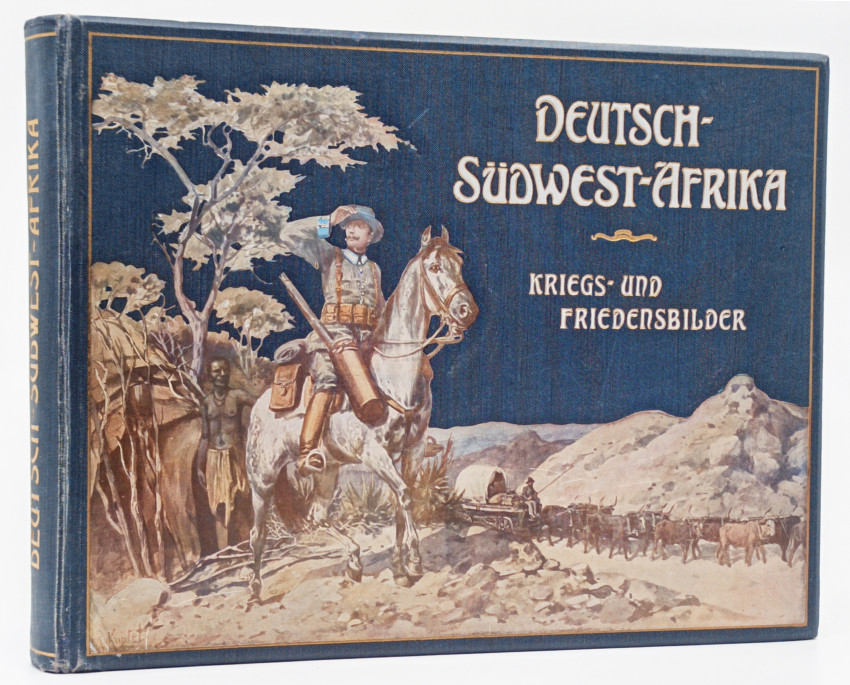 DEUTSCH-SÜDWEST-AFRIKA
DEUTSCH-
SÜDWEST-AFRIKA
KRIEGS- UND
FRIEDENSBILDER